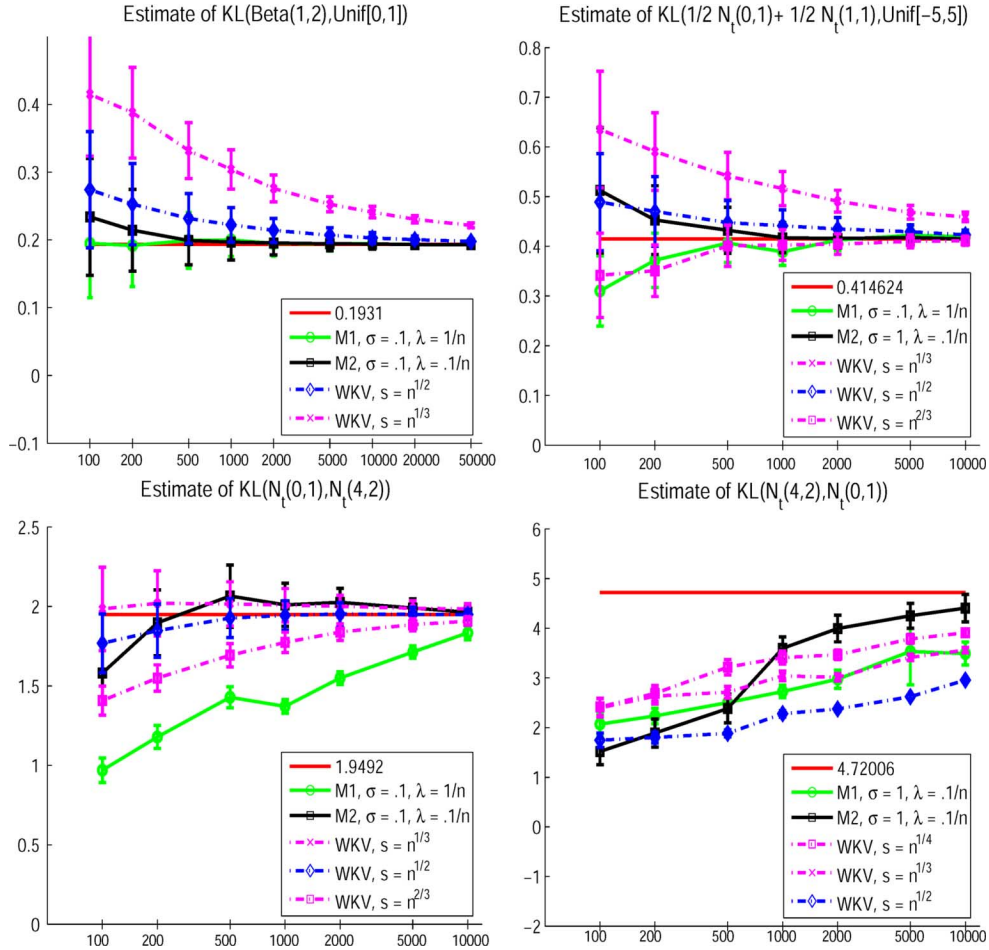 Estimate of KL(Beta(1,2),Unif[0,1])
0.4
0.3
0.2
0.1
0
−0.1
0.1931
M1, σ = .1, λ = 1/n
M2, σ = .1, λ = .1/n
WKV, s = n^1/2
WKV, s = n^1/3
100 200 500 1000 2000 5000 10000 20000 50000
Estimate of KL(1/2 N_t(0,1)+ 1/2 N_t(1,1),Unif[−5,5])
0.8
0.7
0.6
0.5
0.4
0.3
0.2
0.1
0
0.414624
M1, σ = .1, λ = 1/n
M2, σ = 1, λ = .1/n
WKV, s = n^1/3
WKV, s = n^1/2
WKV, s = n^2/3
100 200 500 1000 2000 5000 10000
Estimate of KL(N_t(0,1),N_t(4,2))
2.5
2
1.5
1
0.5
0
1.9492
M1, σ = .1, λ = 1/n
M2, σ = .1, λ = .1/n
WKV, s = n^1/3
WKV, s = n^1/2
WKV, s = n^2/3
100 200 500 1000 2000 5000 10000
Estimate of KL(N_t(4,2),N_t(0,1))
6
5
4
3
2
1
0
−1
−2
4.72006
M1, σ = 1, λ = .1/n
M2, σ = 1, λ = .1/n
WKV, s = n^1/4
WKV, s = n^1/3
WKV, s = n^1/2
100 200 500 1000 2000 5000 10000